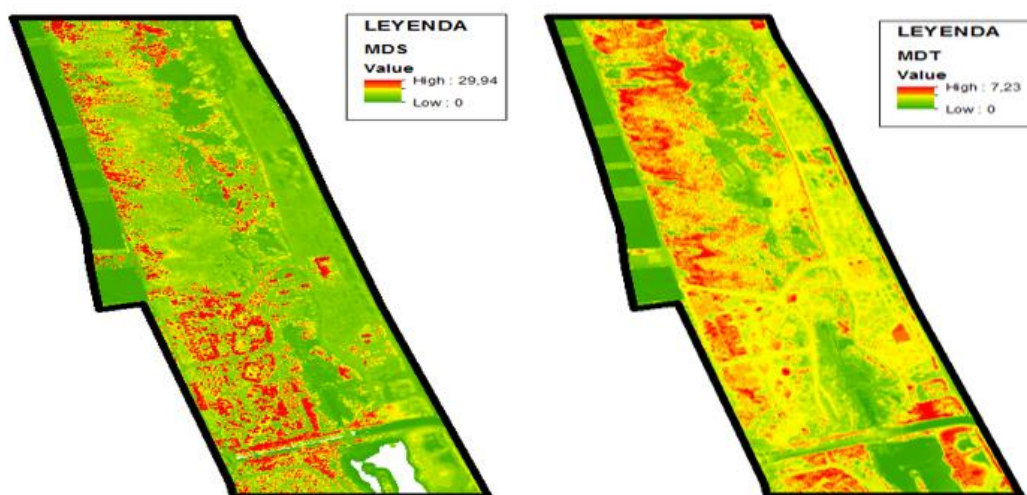 LEYENDA
MDS
Value
High : 29,94
Low : 0
LEYENDA
MDT
Value
High : 7,23
Low : 0